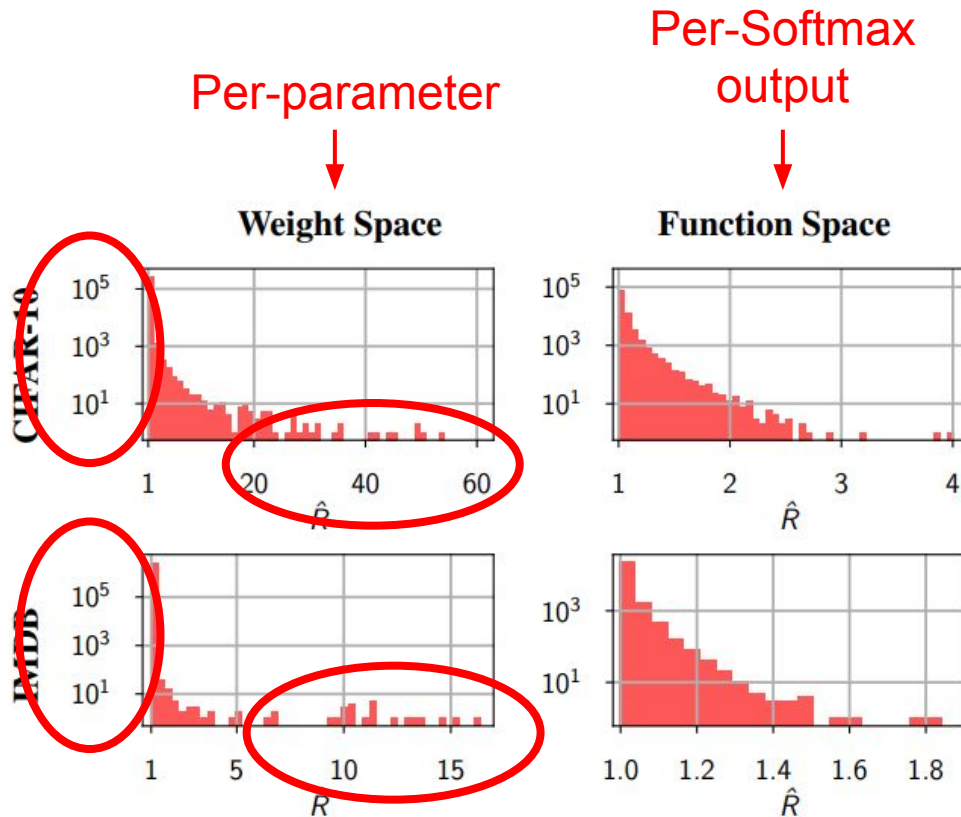 Per-parameter
Per-Softmax
output
Weight Space
Function Space
CIFAR-10
10^5
10^3
10^1
1 20 40 60
R̂
10^5
10^3
10^1
1 2 3 4
R̂
IMDB
10^5
10^3
10^1
1 5 10 15
R̂
10^3
10^1
1.0 1.2 1.4 1.6 1.8
R̂